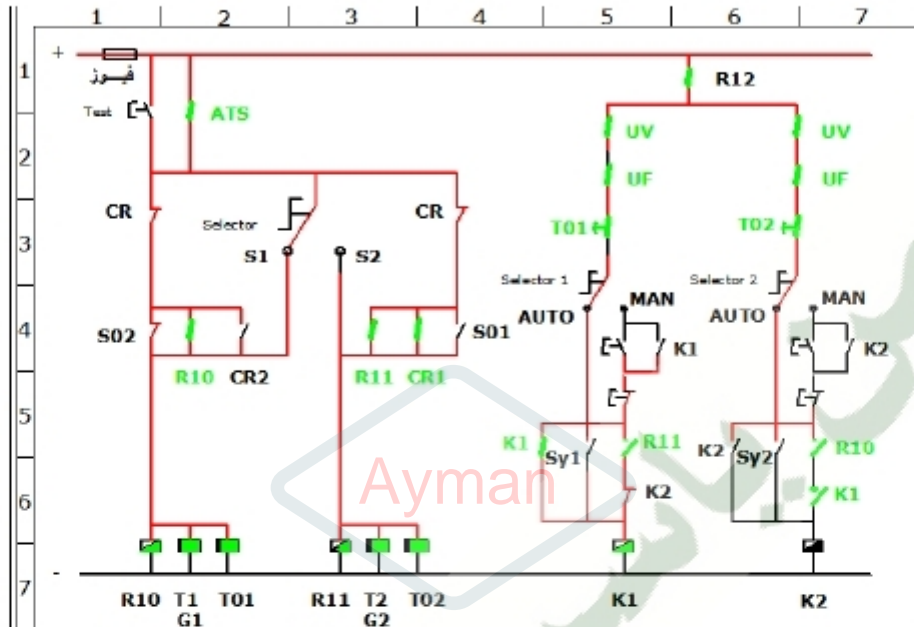 1 2 3 4 5 6 7
+
1
فيوز
R12
Test
ATS
UV UV
2
UF UF
CR CR
T01 T02
Selector
3
S1 S2
Selector 1 Selector 2
MAN MAN
AUTO AUTO
4
S02 S01
K1 K2
R10 CR2 R11 CR1
5
K1 Sy1 R11 K2 Sy2 R10
Ayman
6
K2 K1
-
7
R10 T1 T01 R11 T2 T02 K1 K2
G1 G2